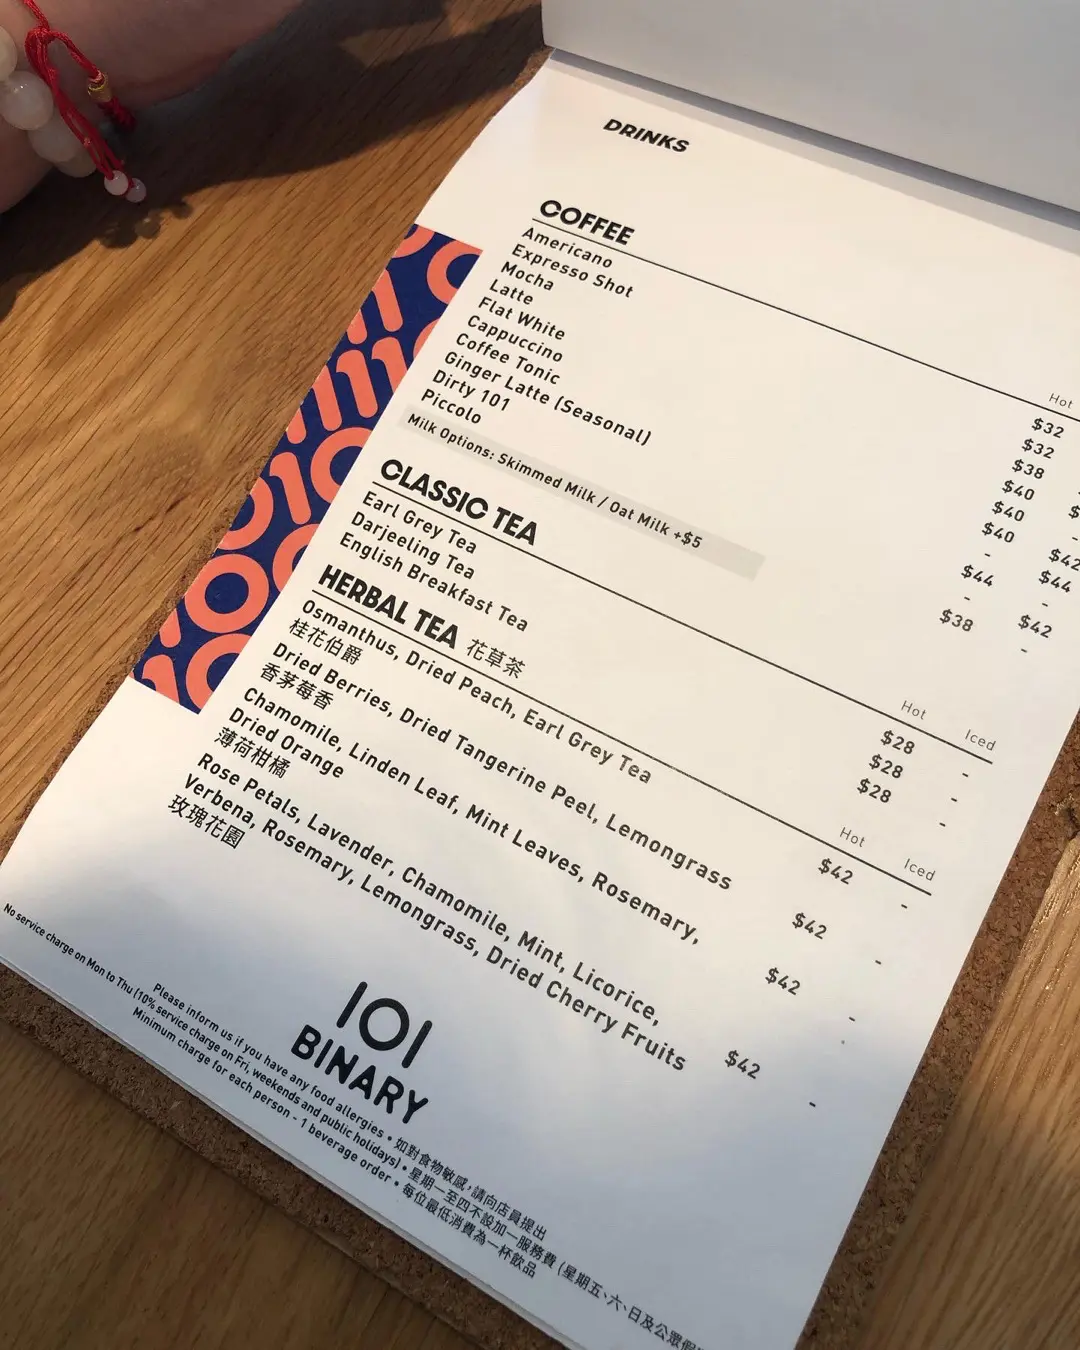 DRINKS
COFFEE
Hot
Americano $32
Expresso Shot $32
Mocha $38
Latte $40
Flat White $40 -
Cappuccino $40 $42
Coffee Tonic - $44
Ginger Latte (Seasonal) $44 -
Dirty 101 - $42
Piccolo $38 -
Milk Options: Skimmed Milk / Oat Milk +$5
CLASSIC TEA
Hot Iced
Earl Grey Tea $28 -
Darjeeling Tea $28 -
English Breakfast Tea $28 -
HERBAL TEA 花草茶
Hot Iced
Osmanthus, Dried Peach, Earl Grey Tea $42 -
桂花伯爵
Dried Berries, Dried Tangerine Peel, Lemongrass $42 -
香茅莓香
Chamomile, Linden Leaf, Mint Leaves, Rosemary, $42 -
Dried Orange
薄荷柑橘
Rose Petals, Lavender, Chamomile, Mint, Licorice,
Verbena, Rosemary, Lemongrass, Dried Cherry Fruits $42 -
玫瑰花園
101
BINARY
Please inform us if you have any food allergies • 如對食物敏感，請向店員提出
No service charge on Mon to Thu (10% service charge on Fri, weekends and public holidays) • 星期一至四不設加一服務費 (星期五、六、日及公眾假
Minimum charge for each person - 1 beverage order • 每位最低消費為一杯飲品